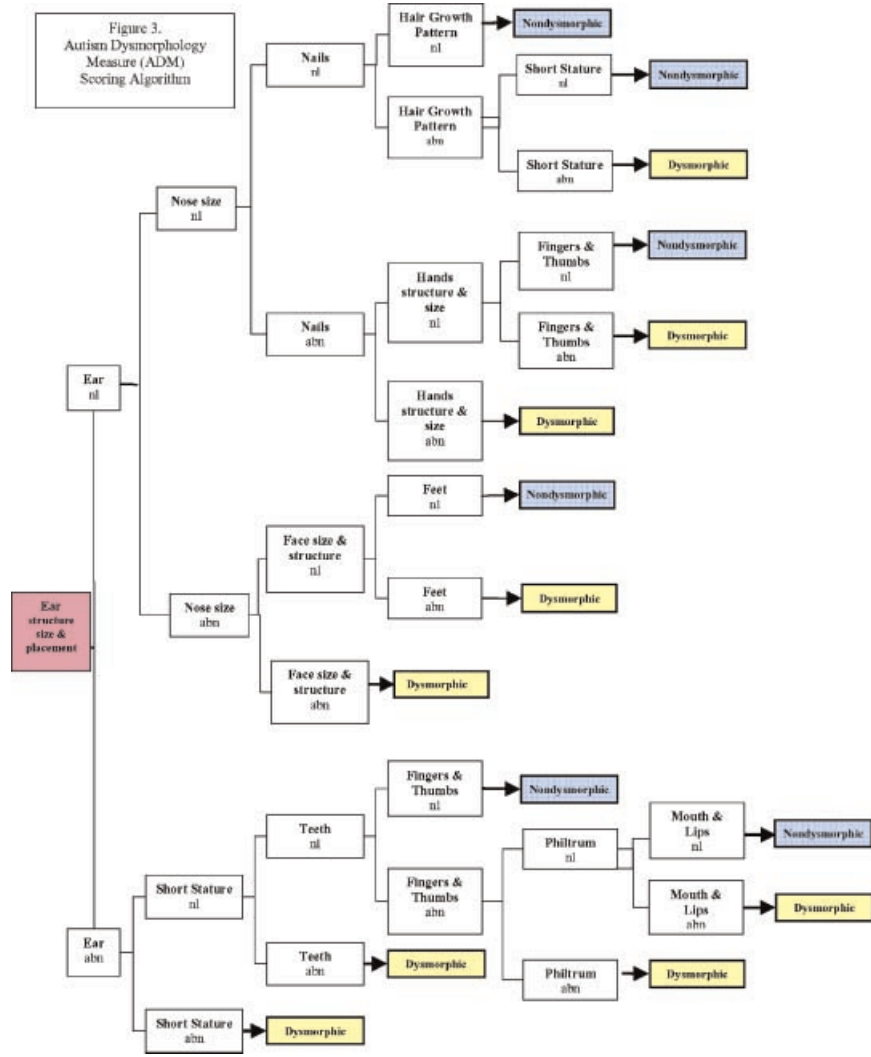 Figure 3.
Autism Dysmorphology
Measure (ADM)
Scoring Algorithm
Hair Growth
Pattern
nl
Nondysmorphic
Nails
nl
Short Stature
nl
Nondysmorphic
Hair Growth
Pattern
abn
Short Stature
abn
Dysmorphic
Nose size
nl
Fingers &
Thumbs
nl
Nondysmorphic
Hands
structure &
size
nl
Nails
abn
Fingers &
Thumbs
abn
Dysmorphic
Ear
nl
Hands
structure &
size
abn
Dysmorphic
Feet
nl
Nondysmorphic
Face size &
structure
nl
Feet
abn
Dysmorphic
Ear
structure
size &
placement
Nose size
abn
Face size &
structure
abn
Dysmorphic
Fingers &
Thumbs
nl
Nondysmorphic
Teeth
nl
Mouth &
Lips
nl
Nondysmorphic
Philtrum
nl
Short Stature
nl
Fingers &
Thumbs
abn
Mouth &
Lips
abn
Dysmorphic
Ear
abn
Teeth
abn
Dysmorphic
Philtrum
abn
Dysmorphic
Short Stature
abn
Dysmorphic